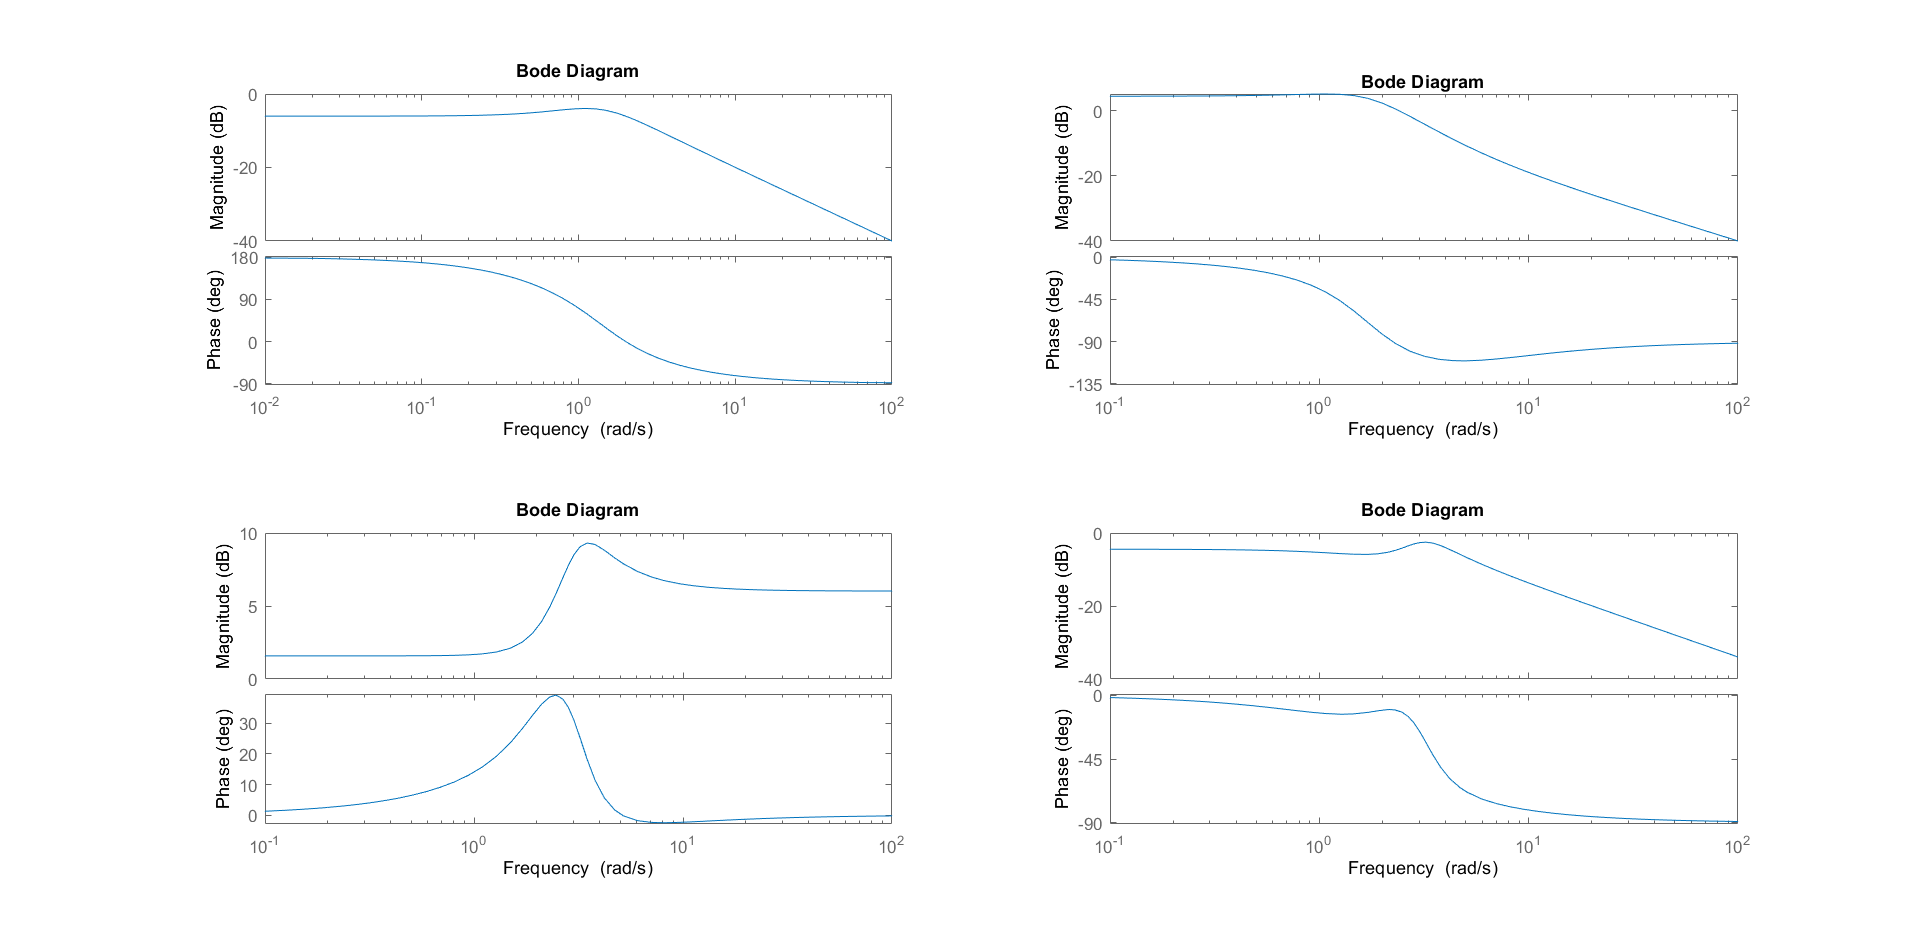 Bode Diagram
0
-20
-40
Magnitude (dB)
180
90
0
-90
Phase (deg)
10^-2
10^-1
10^0
10^1
10^2
Frequency (rad/s)
Bode Diagram
0
-20
-40
Magnitude (dB)
0
-45
-90
-135
Phase (deg)
10^-1
10^0
10^1
10^2
Frequency (rad/s)
Bode Diagram
10
5
0
Magnitude (dB)
30
20
10
0
Phase (deg)
10^-1
10^0
10^1
10^2
Frequency (rad/s)
Bode Diagram
0
-20
-40
Magnitude (dB)
0
-45
-90
Phase (deg)
10^-1
10^0
10^1
10^2
Frequency (rad/s)